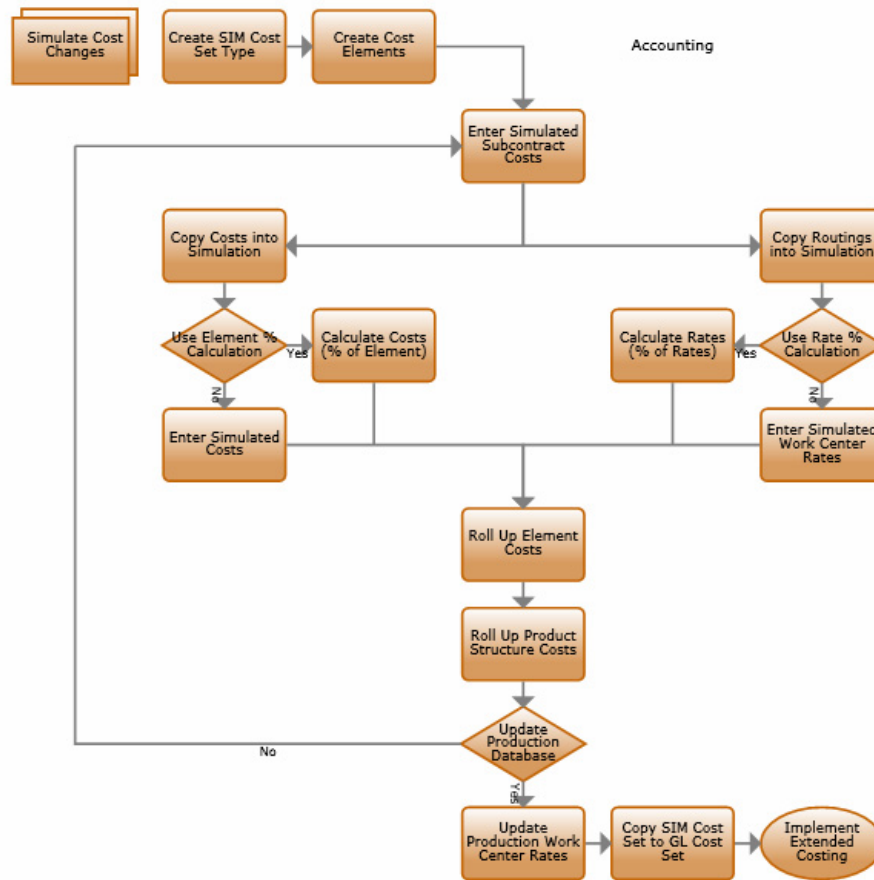 Simulate Cost
Changes
Create SIM Cost
Set Type
Create Cost
Elements
Accounting
Enter Simulated
Subcontract
Costs
Copy Costs into
Simulation
Copy Routings
into Simulation
Use Element %
Calculation
Yes
Calculate Costs
(% of Element)
Calculate Rates
(% of Rates)
Yes
Use Rate %
Calculation
No
No
Enter Simulated
Costs
Enter Simulated
Work Center
Rates
Roll Up Element
Costs
Roll Up Product
Structure Costs
Update
Production
Database
No
Yes
Update
Production Work
Center Rates
Copy SIM Cost
Set to GL Cost
Set
Implement
Extended
Costing